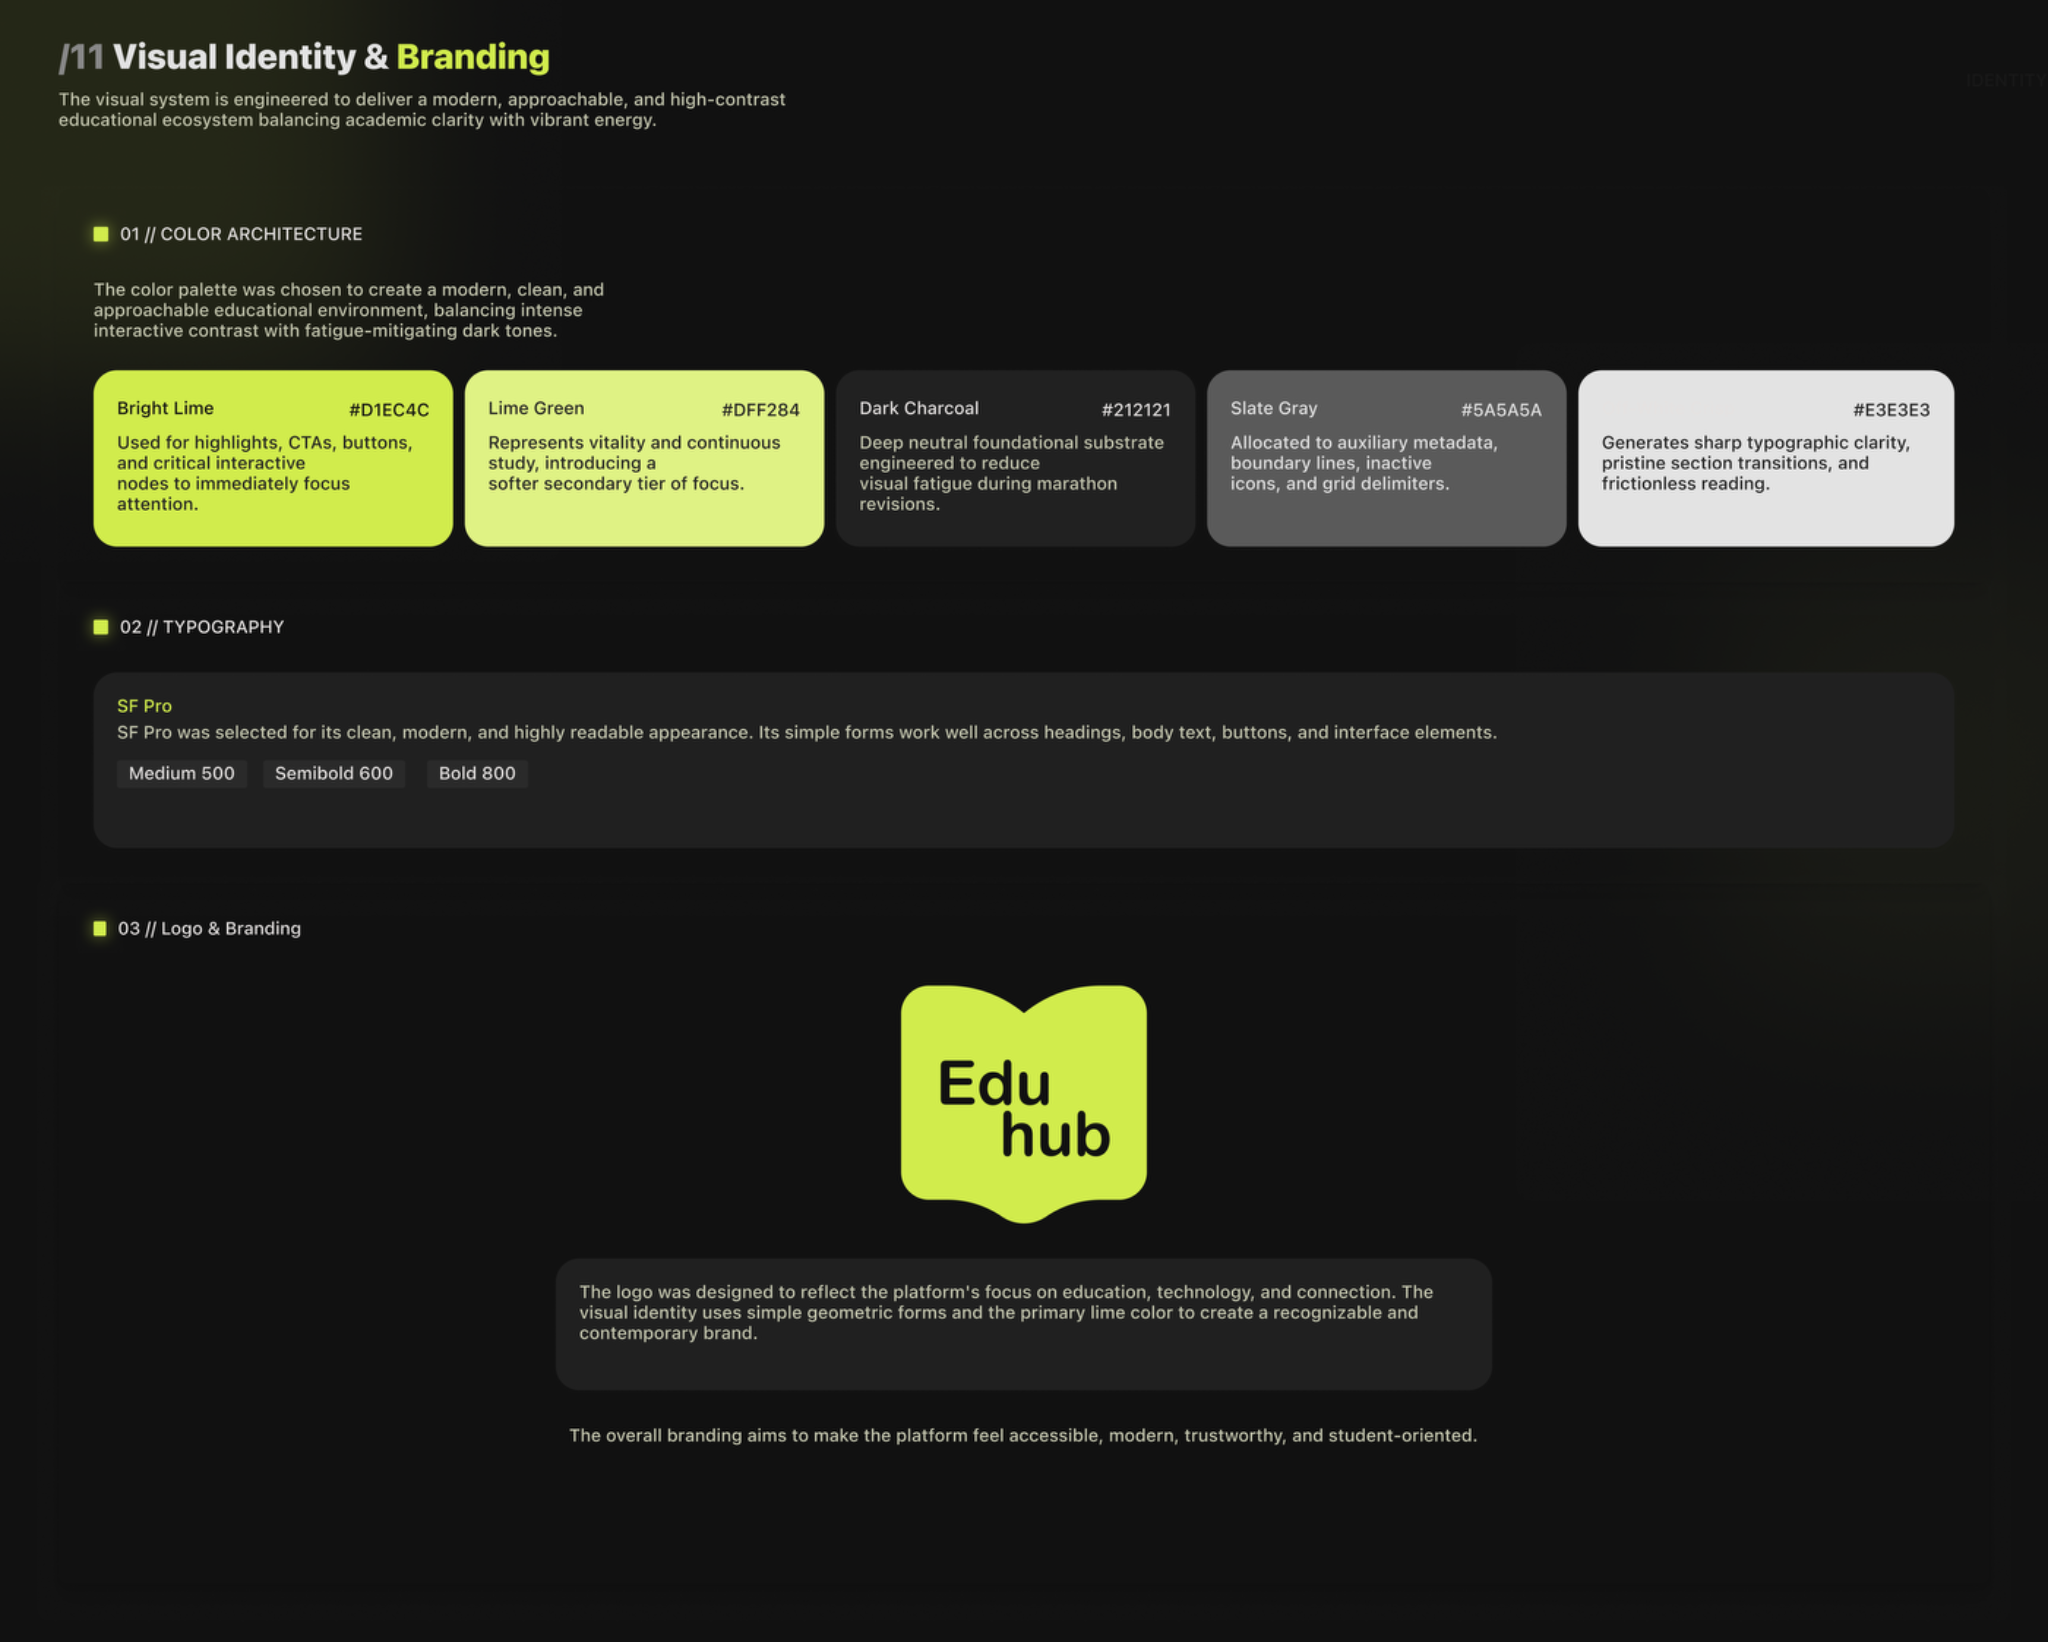 /11 Visual Identity & Branding
The visual system is engineered to deliver a modern, approachable, and high-contrast
educational ecosystem balancing academic clarity with vibrant energy.
IDENTITY
01 // COLOR ARCHITECTURE
The color palette was chosen to create a modern, clean, and
approachable educational environment, balancing intense
interactive contrast with fatigue-mitigating dark tones.
Bright Lime #D1EC4C
Used for highlights, CTAs, buttons,
and critical interactive
nodes to immediately focus
attention.
Lime Green #DFF284
Represents vitality and continuous
study, introducing a
softer secondary tier of focus.
Dark Charcoal #212121
Deep neutral foundational substrate
engineered to reduce
visual fatigue during marathon
revisions.
Slate Gray #5A5A5A
Allocated to auxiliary metadata,
boundary lines, inactive
icons, and grid delimiters.
#E3E3E3
Generates sharp typographic clarity,
pristine section transitions, and
frictionless reading.
02 // TYPOGRAPHY
SF Pro
SF Pro was selected for its clean, modern, and highly readable appearance. Its simple forms work well across headings, body text, buttons, and interface elements.
Medium 500 Semibold 600 Bold 800
03 // Logo & Branding
Edu
hub
The logo was designed to reflect the platform's focus on education, technology, and connection. The
visual identity uses simple geometric forms and the primary lime color to create a recognizable and
contemporary brand.
The overall branding aims to make the platform feel accessible, modern, trustworthy, and student-oriented.